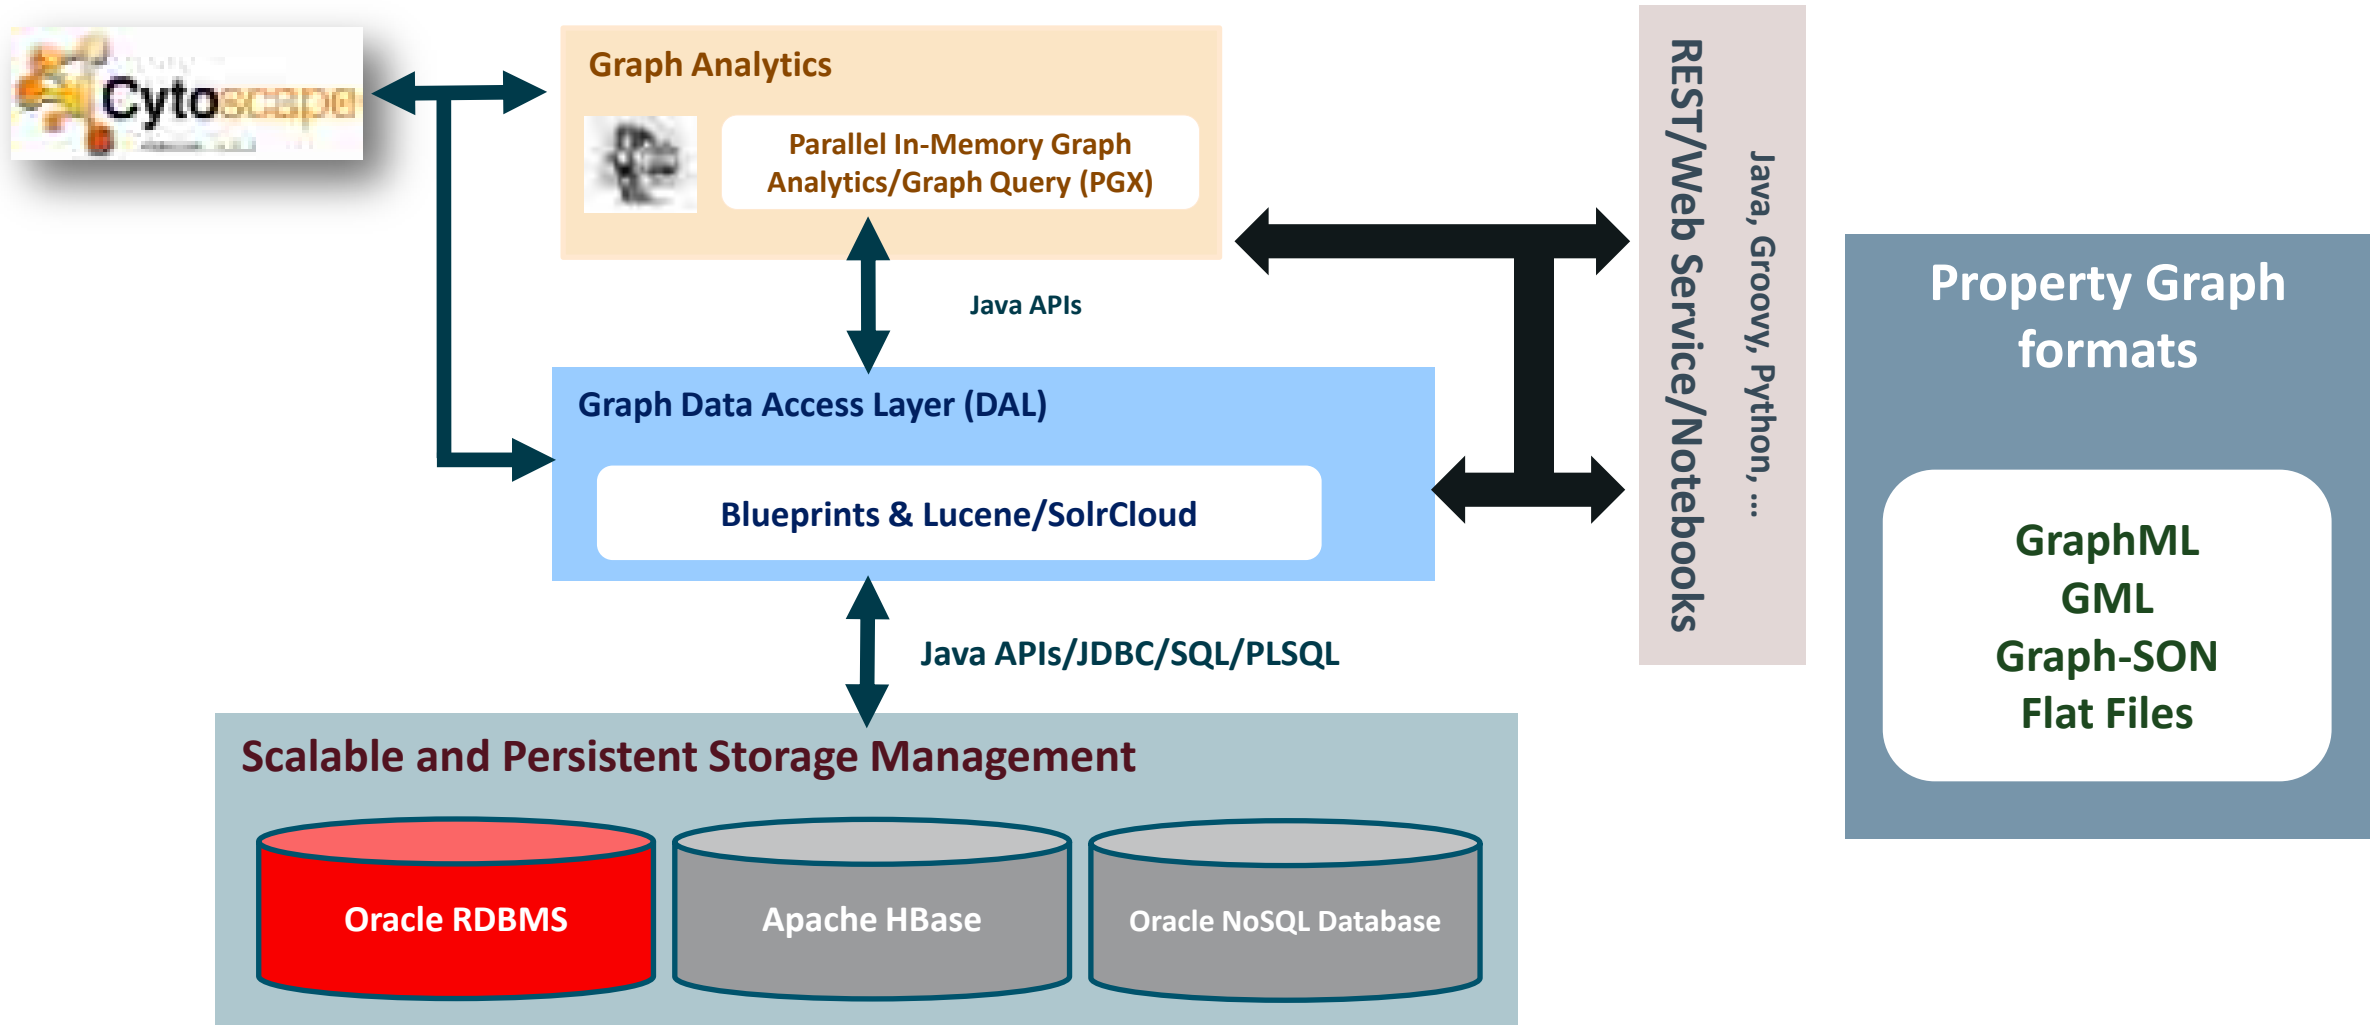 Cytoscape
Graph Analytics
Parallel In-Memory Graph
Analytics/Graph Query (PGX)
Java APIs
Graph Data Access Layer (DAL)
Blueprints & Lucene/SolrCloud
Java APIs/JDBC/SQL/PLSQL
Scalable and Persistent Storage Management
Oracle RDBMS
Apache HBase
Oracle NoSQL Database
REST/Web Service/Notebooks
Java, Groovy, Python, ...
Property Graph
formats
GraphML
GML
Graph-SON
Flat Files